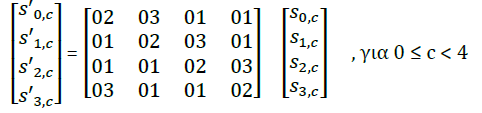 s'0,c 02 03 01 01 s0,c
s'1,c 01 02 03 01 s1,c
s'2,c = 01 01 02 03 s2,c , για 0 ≤ c < 4
s'3,c 03 01 01 02 s3,c